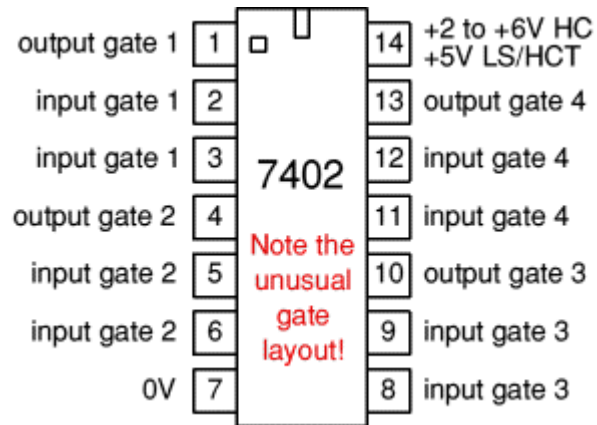 output gate 1 1
input gate 1 2
input gate 1 3
output gate 2 4
input gate 2 5
input gate 2 6
0V 7
7402
Note the
unusual
gate
layout!
14 +2 to +6V HC
+5V LS/HCT
13 output gate 4
12 input gate 4
11 input gate 4
10 output gate 3
9 input gate 3
8 input gate 3